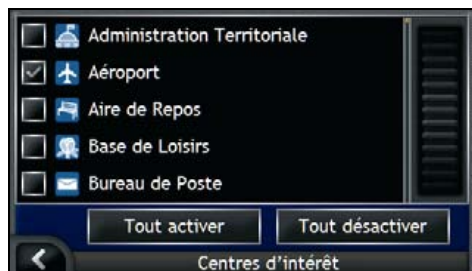 Administration Territoriale
Aéroport
Aire de Repos
Base de Loisirs
Bureau de Poste
Tout activer Tout désactiver
Centres d'intérêt